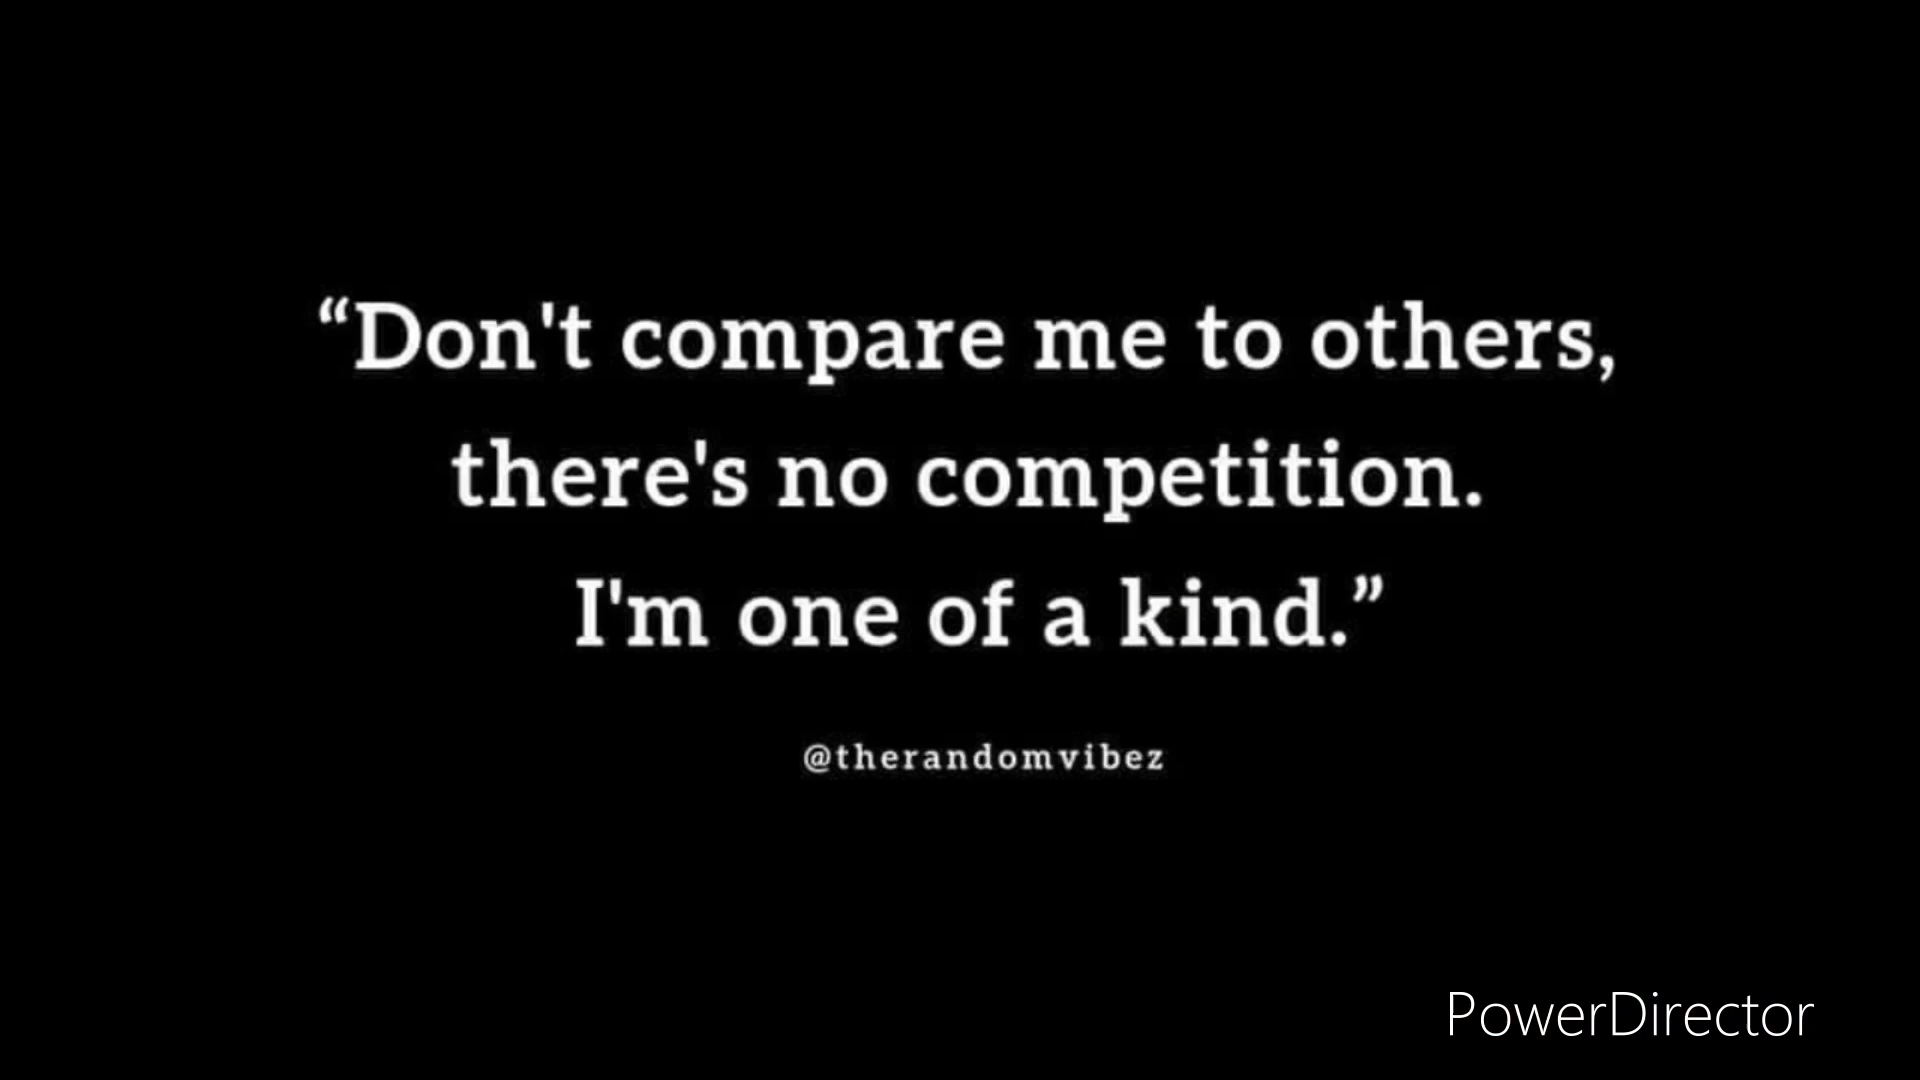 “Don't compare me to others,
there's no competition.
I'm one of a kind.”
@therandomvibez
PowerDirector